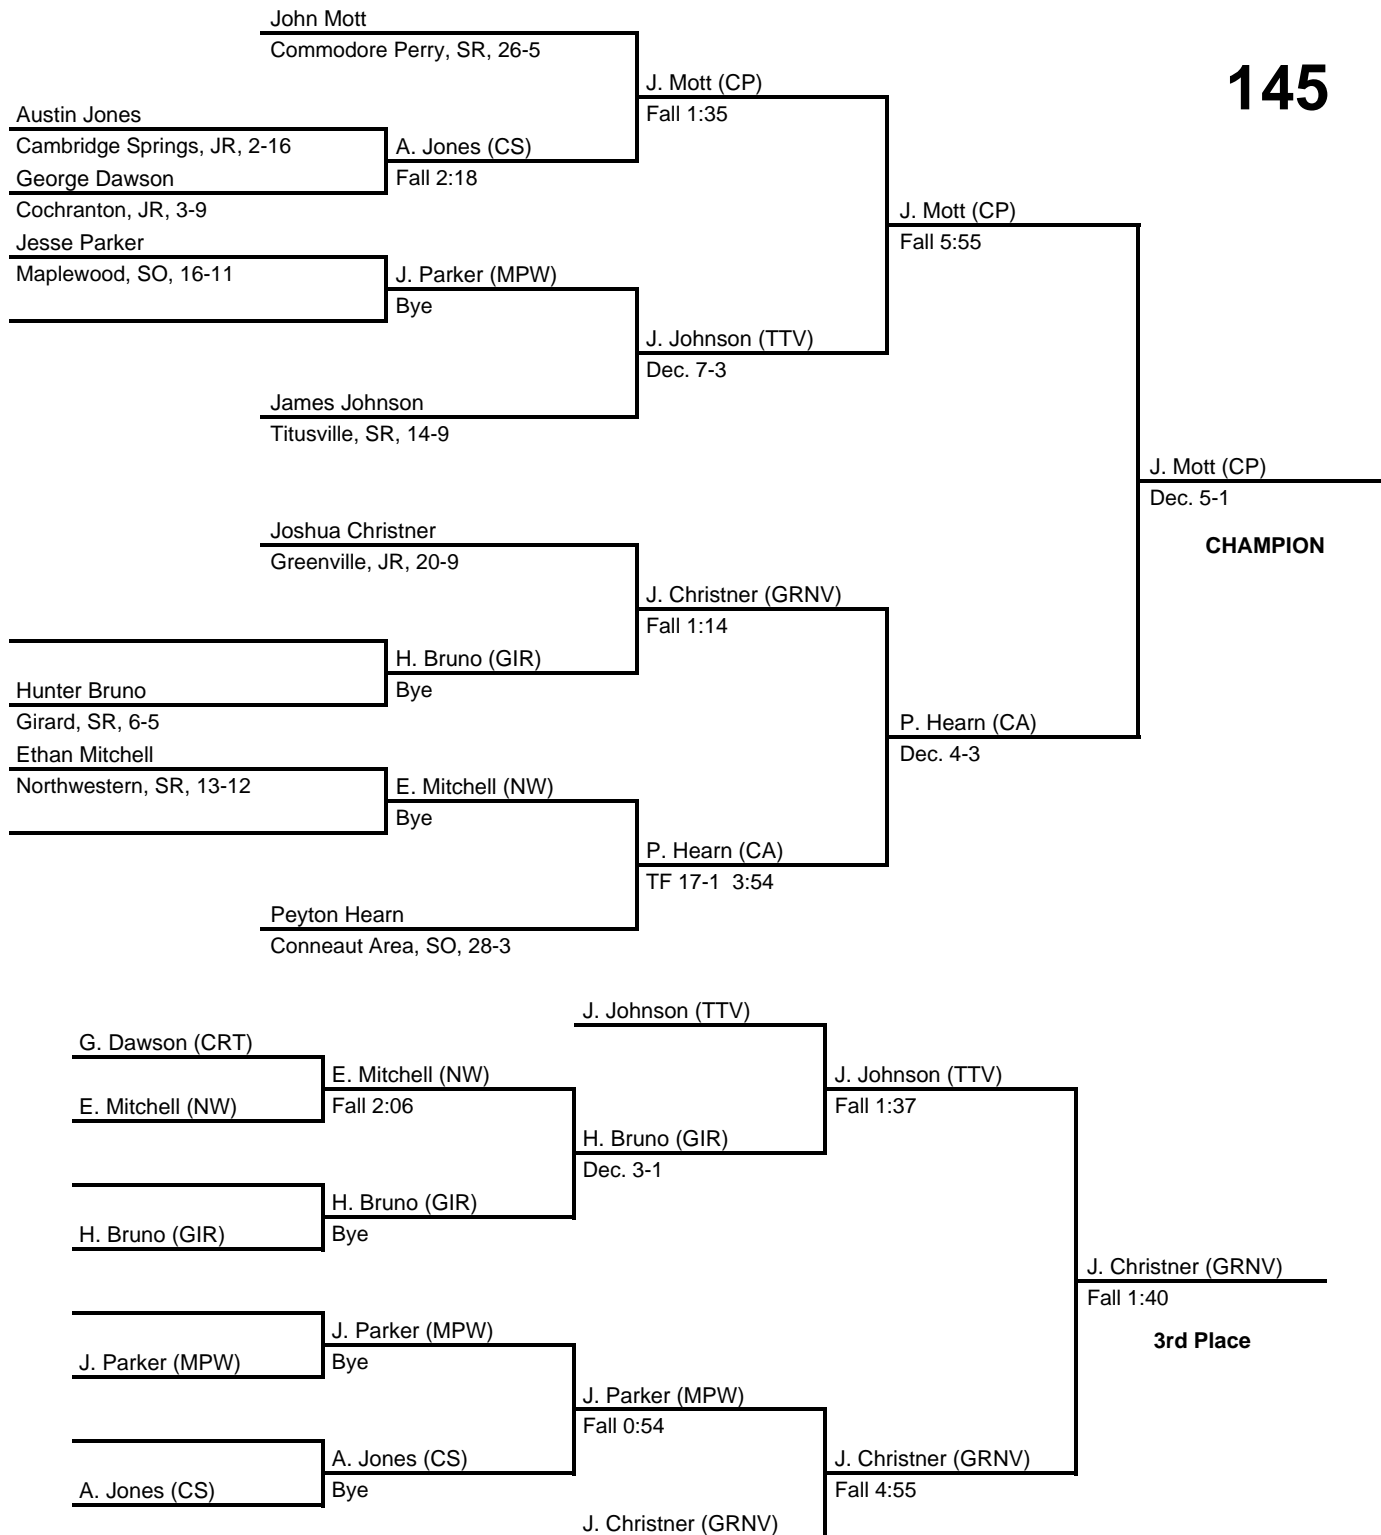 John Mott
Commodore Perry, SR, 26-5
145
J. Mott (CP)
Fall 1:35
Austin Jones
Cambridge Springs, JR, 2-16
A. Jones (CS)
George Dawson
Fall 2:18
Cochranton, JR, 3-9
J. Mott (CP)
Jesse Parker
Fall 5:55
Maplewood, SO, 16-11
J. Parker (MPW)
Bye
J. Johnson (TTV)
Dec. 7-3
James Johnson
Titusville, SR, 14-9
J. Mott (CP)
Dec. 5-1
Joshua Christner
CHAMPION
Greenville, JR, 20-9
J. Christner (GRNV)
Fall 1:14
H. Bruno (GIR)
Hunter Bruno
Bye
Girard, SR, 6-5
P. Hearn (CA)
Ethan Mitchell
Dec. 4-3
Northwestern, SR, 13-12
E. Mitchell (NW)
Bye
P. Hearn (CA)
TF 17-1 3:54
Peyton Hearn
Conneaut Area, SO, 28-3
J. Johnson (TTV)
G. Dawson (CRT)
E. Mitchell (NW)
J. Johnson (TTV)
E. Mitchell (NW)
Fall 2:06
Fall 1:37
H. Bruno (GIR)
Dec. 3-1
H. Bruno (GIR)
H. Bruno (GIR)
Bye
J. Christner (GRNV)
Fall 1:40
J. Parker (MPW)
3rd Place
J. Parker (MPW)
Bye
J. Parker (MPW)
Fall 0:54
A. Jones (CS)
J. Christner (GRNV)
A. Jones (CS)
Bye
Fall 4:55
J. Christner (GRNV)